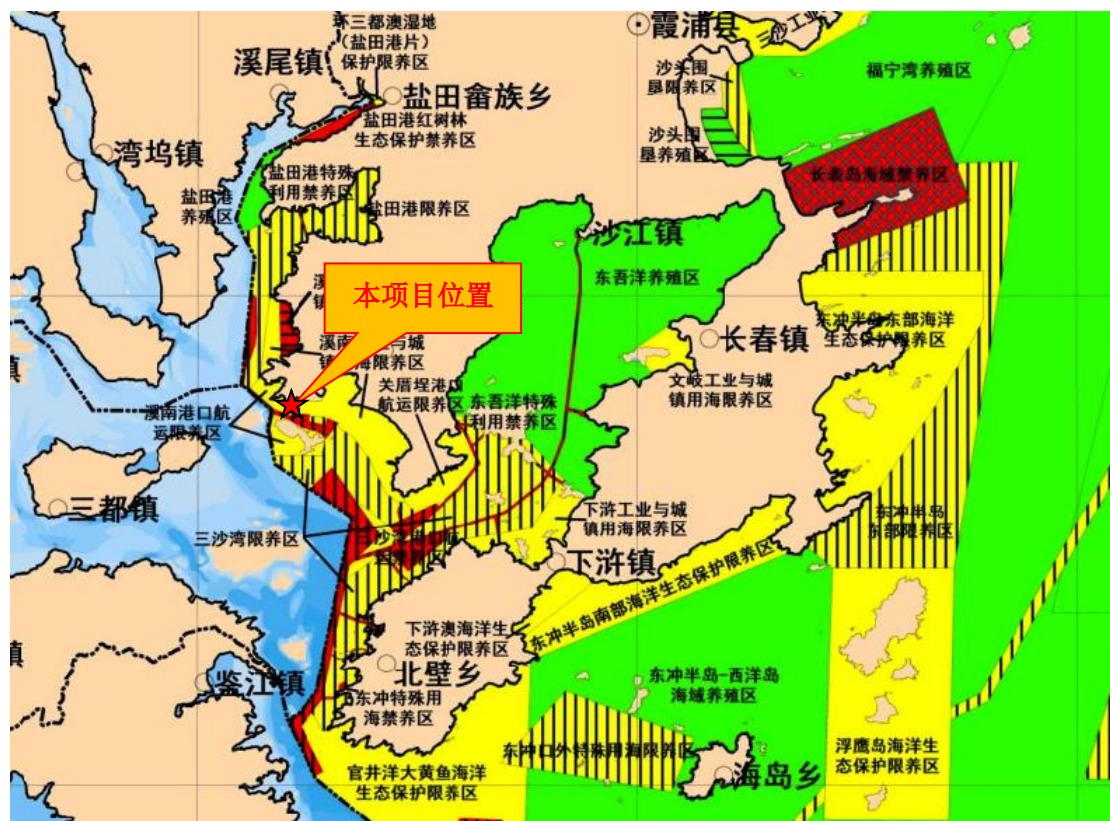 环三都澳湿地
（盐田港片）
保护限养区
霞浦县
三沙工业
溪尾镇
沙头围
垦限养区
福宁湾养殖区
盐田畲族乡
盐田港红树林
生态保护禁养区
湾坞镇
沙头围
垦养殖区
盐田港特殊
利用禁养区
长表岛海域禁养区
盐田港
养殖区
盐田港限养区
沙江镇
东吾洋养殖区
本项目位置
东冲半岛东部海洋
生态保护限养区
长春镇
关厝埕港口
航运限养区
文岐工业与城
镇用海限养区
东吾洋特殊
利用禁养区
溪南港口航
运限养区
三都镇
下浒工业与城
镇用海限养区
东冲半岛
东部限养区
三沙湾限养区
下浒镇
东冲半岛南部海洋生态保护限养区
下浒澳海洋生
态保护限养区
北壁乡
鉴江镇
东冲特殊用
海禁养区
东冲半岛-西洋岛
海域养殖区
东冲口外特殊用海限养区
浮鹰岛海洋生
态保护限养区
官井洋大黄鱼海洋
生态保护限养区
海岛乡